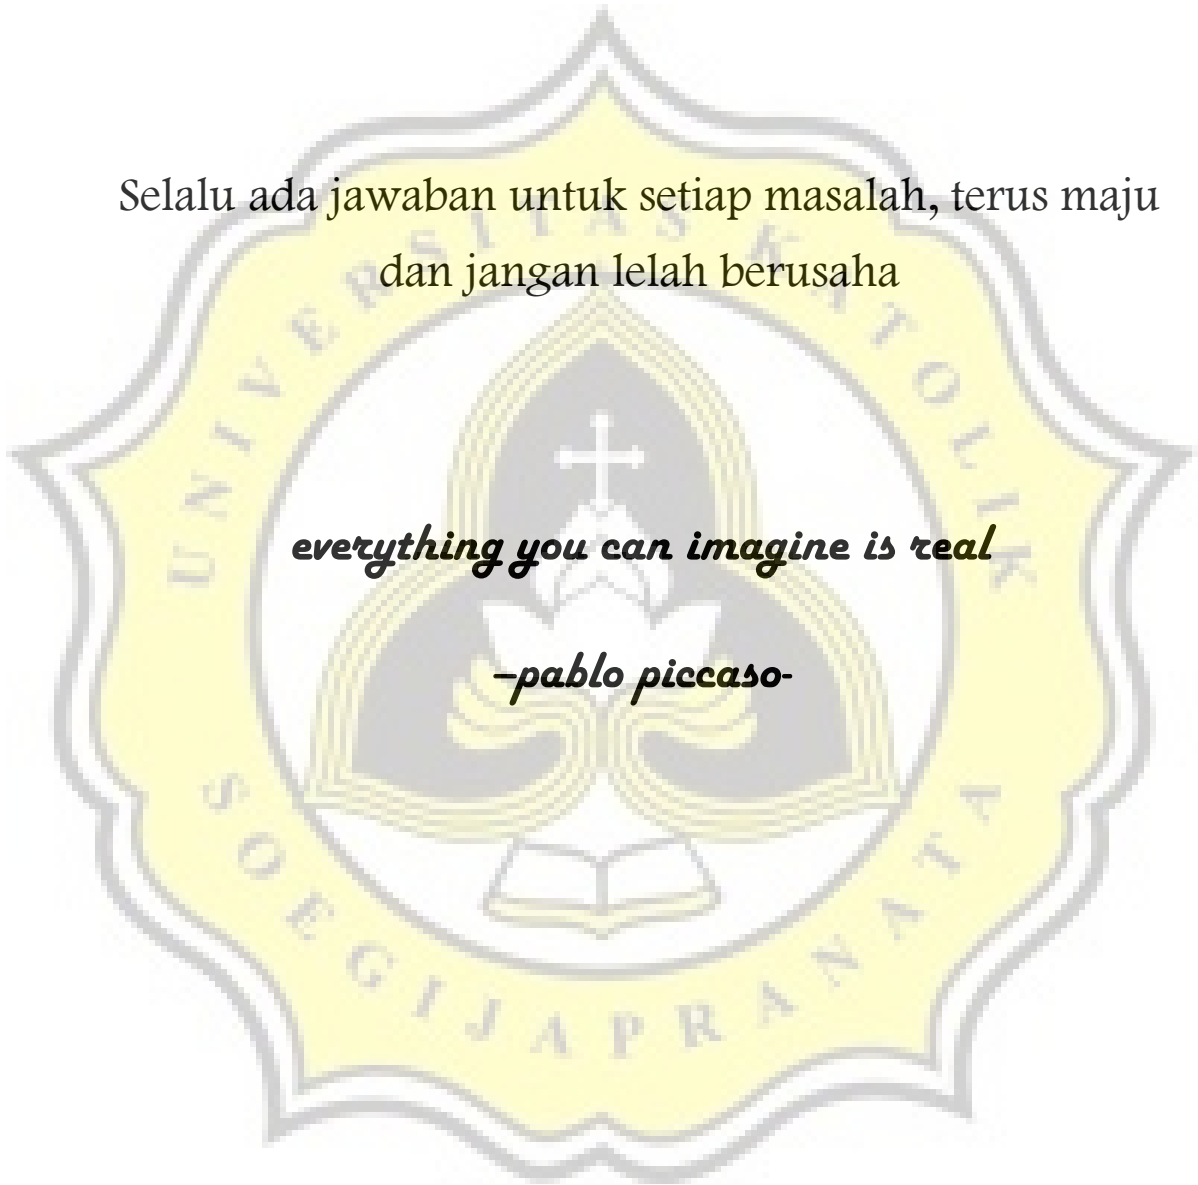 Selalu ada jawaban untuk setiap masalah, terus maju
dan jangan lelah berusaha
everything you can imagine is real
–pablo piccaso-
UNIVERSITAS KATOLIK
SOEGIJAPRANATA